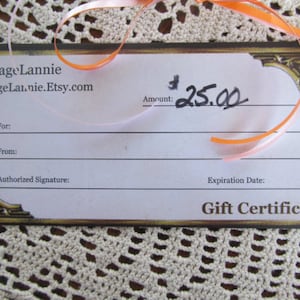 ageLannie
geLannie.Etsy.com
Amount: $25.00
For:
From:
Authorized Signature: Expiration Date:
Gift Certific